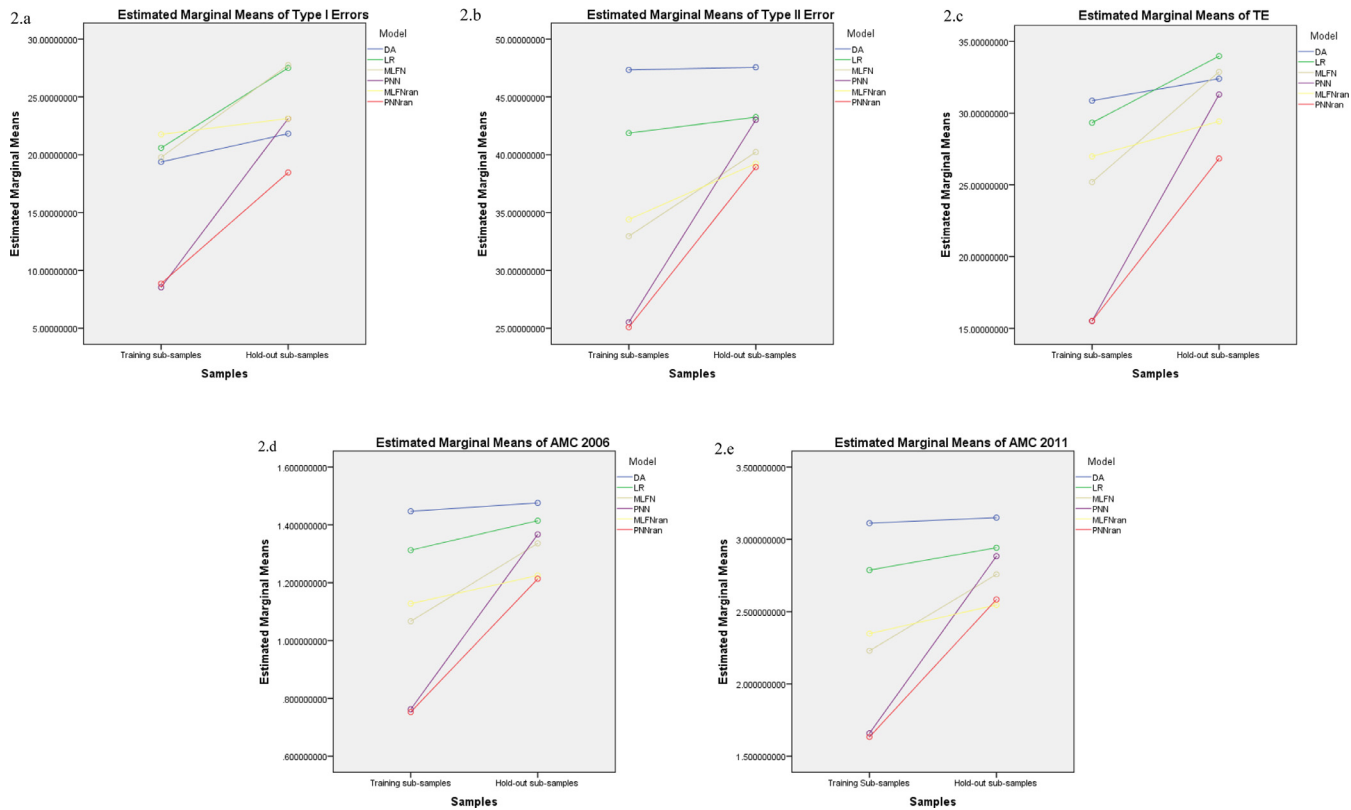 2.a
Estimated Marginal Means of Type I Errors
Estimated Marginal Means
30.00000000
25.00000000
20.00000000
15.00000000
10.00000000
5.00000000
Training sub-samples
Hold-out sub-samples
Samples
Model
DA
LR
MLFN
PNN
MLFNran
PNNran
2.b
Estimated Marginal Means of Type II Error
Estimated Marginal Means
50.00000000
45.00000000
40.00000000
35.00000000
30.00000000
25.00000000
Training sub-samples
Hold-out sub-samples
Samples
Model
DA
LR
MLFN
PNN
MLFNran
PNNran
2.c
Estimated Marginal Means of TE
Estimated Marginal Means
35.00000000
30.00000000
25.00000000
20.00000000
15.00000000
Training sub-samples
Hold-out sub-samples
Samples
Model
DA
LR
MLFN
PNN
MLFNran
PNNran
2.d
Estimated Marginal Means of AMC 2006
Estimated Marginal Means
1.600000000
1.400000000
1.200000000
1.000000000
.800000000
.600000000
Training sub-samples
Hold-out sub-samples
Samples
Model
DA
LR
MLFN
PNN
MLFNran
PNNran
2.e
Estimated Marginal Means of AMC 2011
Estimated Marginal Means
3.500000000
3.000000000
2.500000000
2.000000000
1.500000000
Training Sub-samples
Hold-out sub-samples
Samples
Model
DA
LR
MLFN
PNN
MLFNran
PNNran